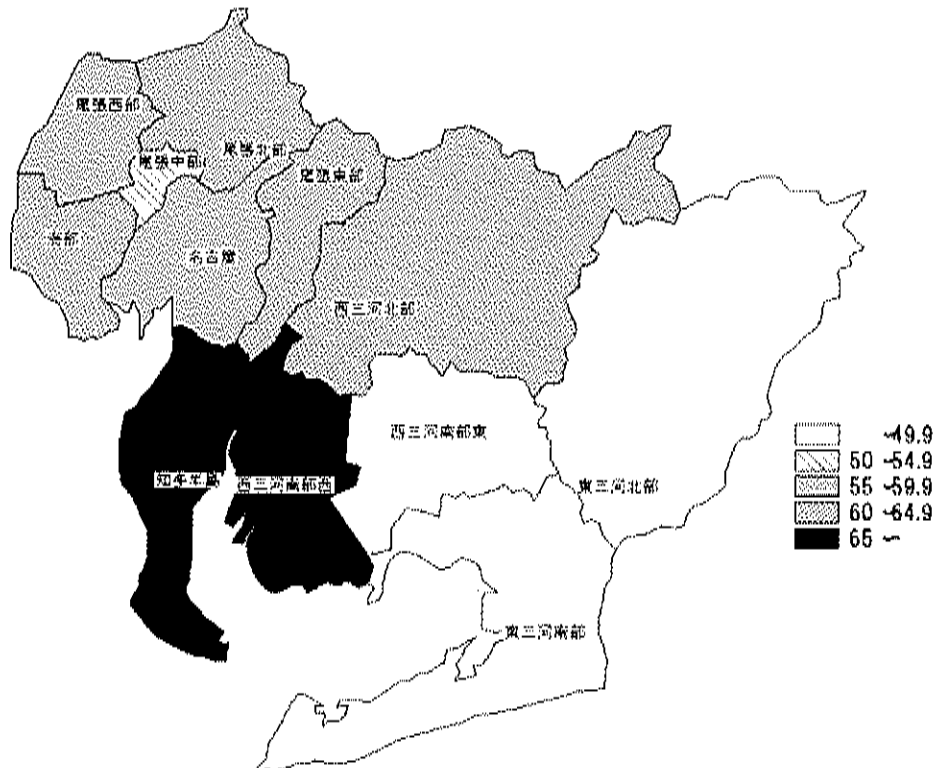 尾張西部
尾張中部
尾張北部
尾張東部
海部
名古屋
西三河北部
西三河南部東
知多半島
西三河南部西
東三河北部
東三河南部
~49.9
50 ~54.9
55 ~59.9
60 ~64.9
65 ~